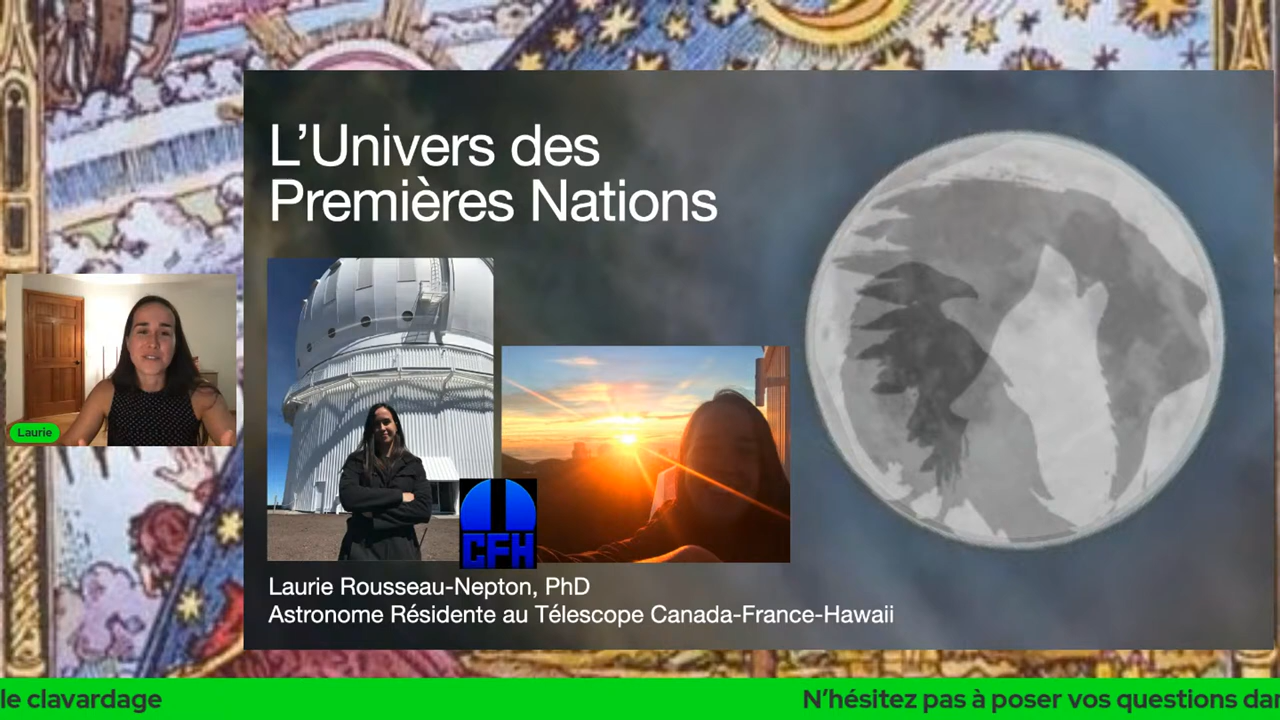 L'Univers des
Premières Nations
Laurie
CFH
Laurie Rousseau-Nepton, PhD
Astronome Résidente au Télescope Canada-France-Hawaii
le clavardage
N'hésitez pas à poser vos questions dan